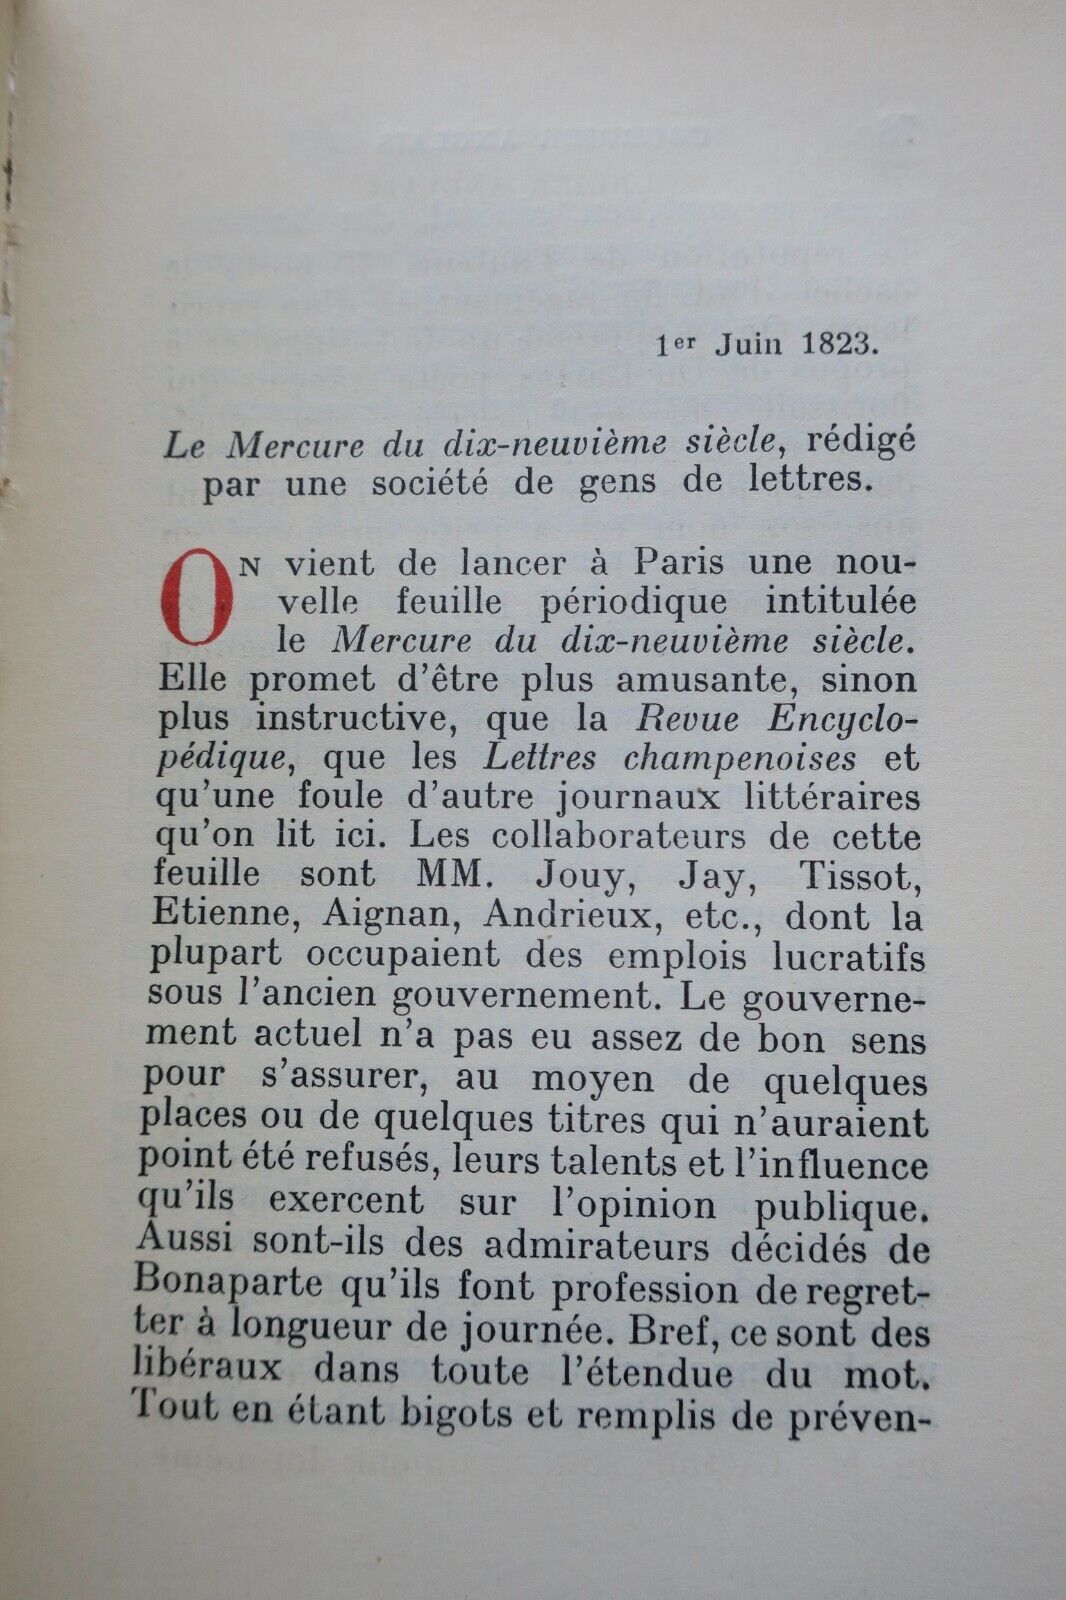 1er Juin 1823.
Le Mercure du dix-neuvième siècle, rédigé
par une société de gens de lettres.
ON vient de lancer à Paris une nou-
velle feuille périodique intitulée
le Mercure du dix-neuvième siècle.
Elle promet d'être plus amusante, sinon
plus instructive, que la Revue Encyclo-
pédique, que les Lettres champenoises et
qu'une foule d'autre journaux littéraires
qu'on lit ici. Les collaborateurs de cette
feuille sont MM. Jouy, Jay, Tissot,
Etienne, Aignan, Andrieux, etc., dont la
plupart occupaient des emplois lucratifs
sous l'ancien gouvernement. Le gouverne-
ment actuel n'a pas eu assez de bon sens
pour s'assurer, au moyen de quelques
places ou de quelques titres qui n'auraient
point été refusés, leurs talents et l'influence
qu'ils exercent sur l'opinion publique.
Aussi sont-ils des admirateurs décidés de
Bonaparte qu'ils font profession de regret-
ter à longueur de journée. Bref, ce sont des
libéraux dans toute l'étendue du mot.
Tout en étant bigots et remplis de préven-